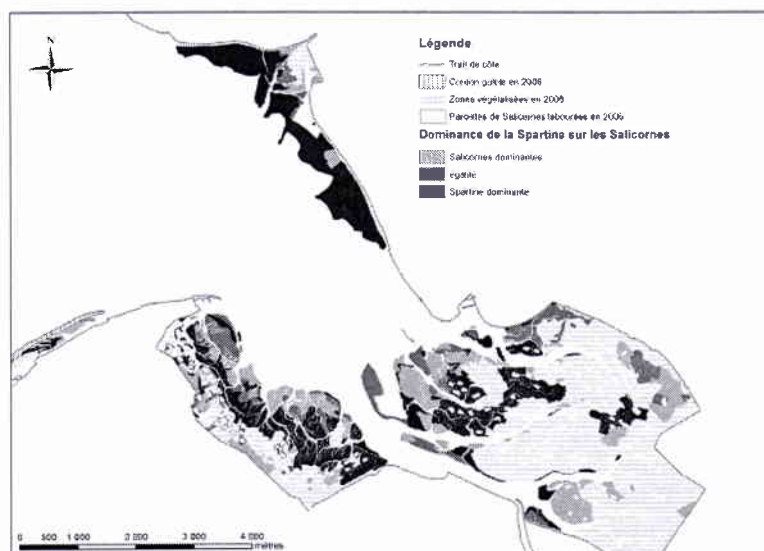 N
Légende
Trait de côte
Cordon galets en 2006
Zones végétalisées en 2006
Parcelles de Salicornes labourées en 2006
Dominance de la Spartine sur les Salicornes
Salicornes dominantes
égalité
Spartine dominante
0 500 1 000 2 000 3 000 4 000
mètres